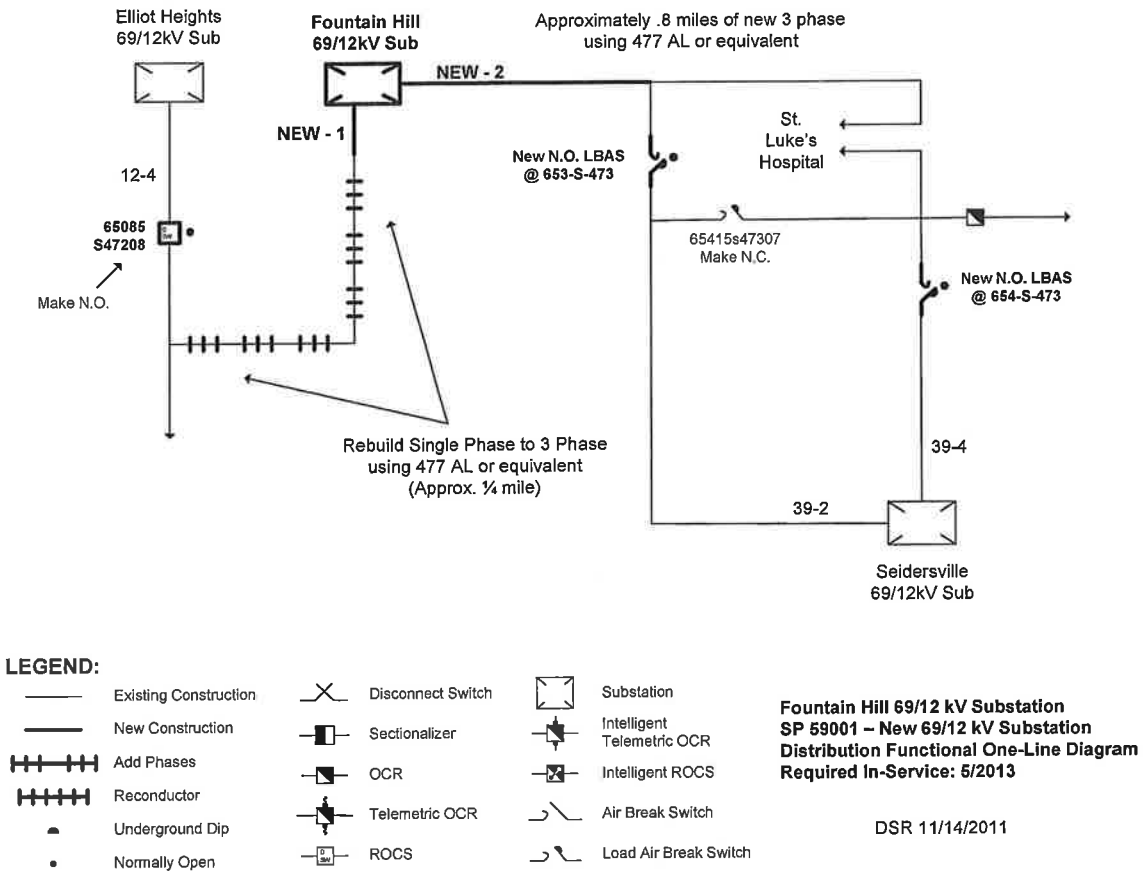 Elliot Heights
69/12kV Sub
Fountain Hill
69/12kV Sub
Approximately .8 miles of new 3 phase
using 477 AL or equivalent
NEW - 2
NEW - 1
St.
Luke's
Hospital
New N.O. LBAS
@ 653-S-473
12-4
65085
S47208
Make N.O.
65415s47307
Make N.C.
New N.O. LBAS
@ 654-S-473
Rebuild Single Phase to 3 Phase
using 477 AL or equivalent
(Approx. ¼ mile)
39-4
39-2
Seidersville
69/12kV Sub
LEGEND:
Existing Construction
New Construction
Add Phases
Reconductor
Underground Dip
Normally Open
Disconnect Switch
Sectionalizer
OCR
Telemetric OCR
ROCS
Substation
Intelligent
Telemetric OCR
Intelligent ROCS
Air Break Switch
Load Air Break Switch
Fountain Hill 69/12 kV Substation
SP 59001 – New 69/12 kV Substation
Distribution Functional One-Line Diagram
Required In-Service: 5/2013
DSR 11/14/2011